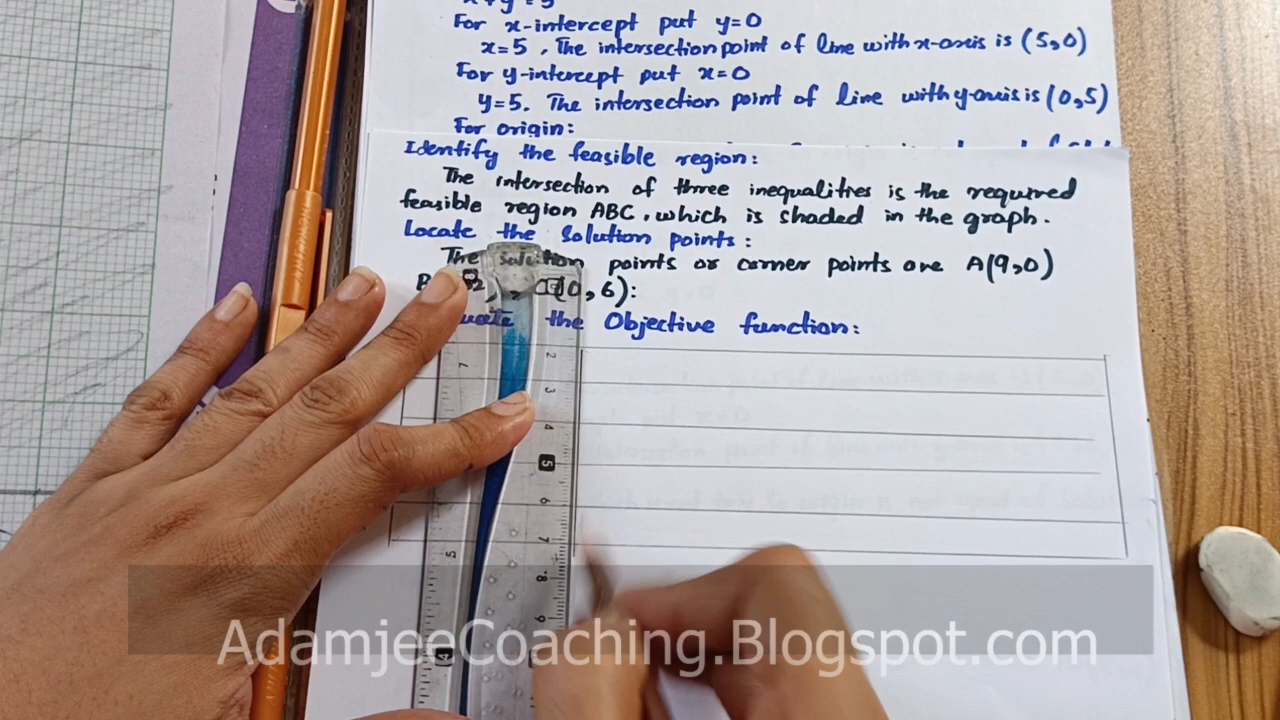 For x-intercept put y=0
x=5, The intersection point of line with x-axis is (5,0)
For y-intercept put x=0
y=5. The intersection point of line with y-axis is (0,5)
For origin:
Identify the feasible region:
The intersection of three inequalities is the required
feasible region ABC, which is shaded in the graph.
Locate the solution points:
The solution points or corner points are A(9,0)
(0,6):
the Objective function:
AdamjeeCoaching.Blogspot.com